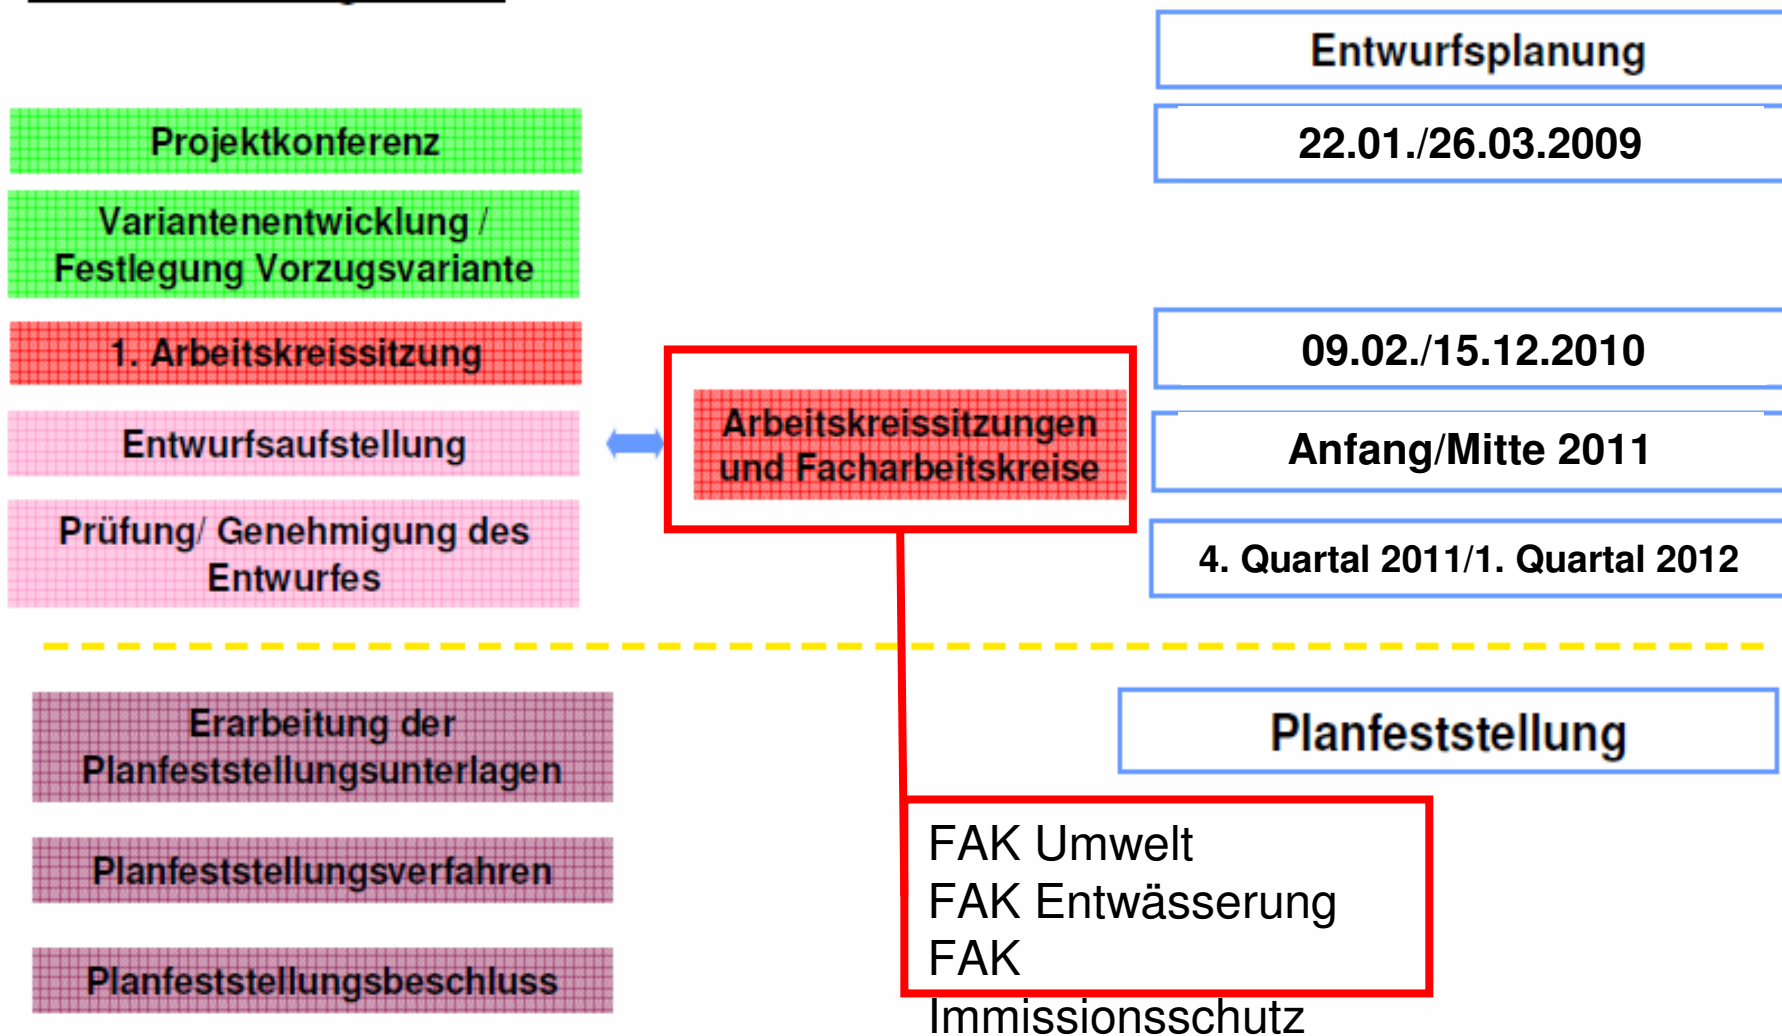 Entwurfsplanung
Projektkonferenz
22.01./26.03.2009
Variantenentwicklung /
Festlegung Vorzugsvariante
1. Arbeitskreissitzung
09.02./15.12.2010
Entwurfsaufstellung
Arbeitskreissitzungen
und Facharbeitskreise
Anfang/Mitte 2011
Prüfung/ Genehmigung des
Entwurfes
4. Quartal 2011/1. Quartal 2012
Erarbeitung der
Planfeststellungsunterlagen
Planfeststellung
Planfeststellungsverfahren
Planfeststellungsbeschluss
FAK Umwelt
FAK Entwässerung
FAK
Immissionsschutz